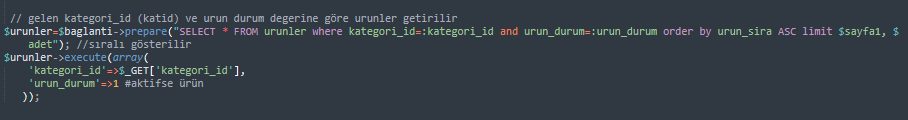 // gelen kategori_id (katid) ve urun durum degerine göre urunler getirilir
$urunler=$baglanti->prepare("SELECT * FROM urunler where kategori_id=:kategori_id and urun_durum=:urun_durum order by urun_sira ASC limit $sayfa1, $
adet"); //sıralı gösterilir
$urunler->execute(array(
'kategori_id'=>$_GET['kategori_id'],
'urun_durum'=>1 #aktifse ürün
));